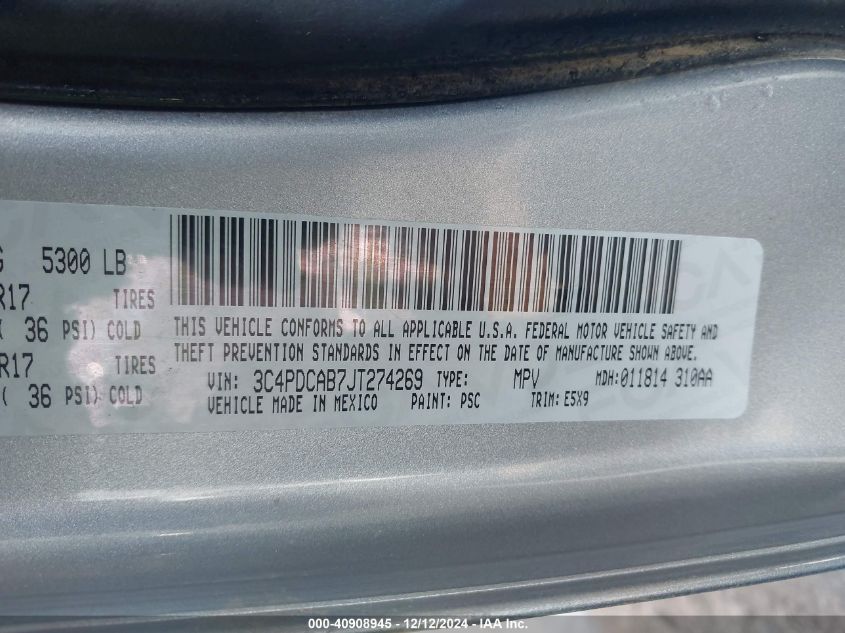 G 5300 LB
R17 TIRES
( 36 PSI) COLD
R17 TIRES
( 36 PSI) COLD
THIS VEHICLE CONFORMS TO ALL APPLICABLE U.S.A. FEDERAL MOTOR VEHICLE SAFETY AND
THEFT PREVENTION STANDARDS IN EFFECT ON THE DATE OF MANUFACTURE SHOWN ABOVE.
VIN: 3C4PDCAB7JT274269 TYPE: MPV MDH:011814 310AA
VEHICLE MADE IN MEXICO PAINT: PSC TRIM: E5X9
000-40908945 - 12/12/2024 - IAA Inc.